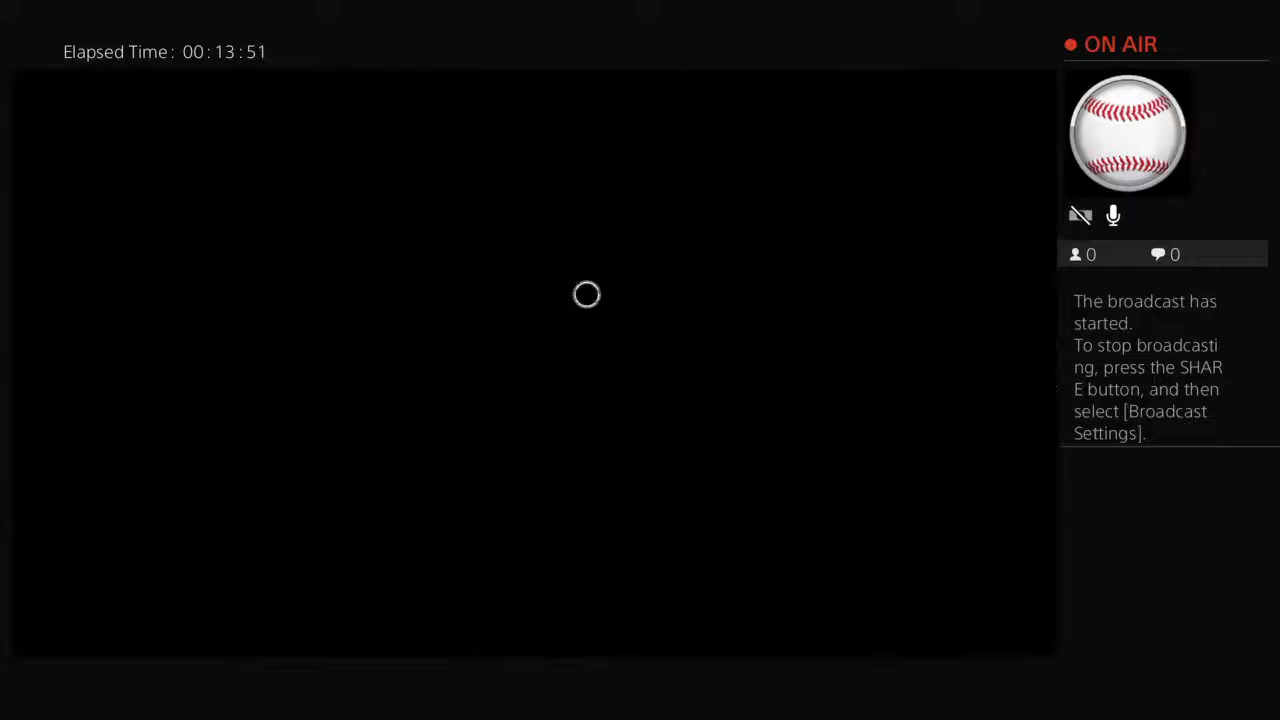 Elapsed Time: 00:13:51
ON AIR
0 0
The broadcast has
started.
To stop broadcasti
ng, press the SHAR
E button, and then
select [Broadcast
Settings].